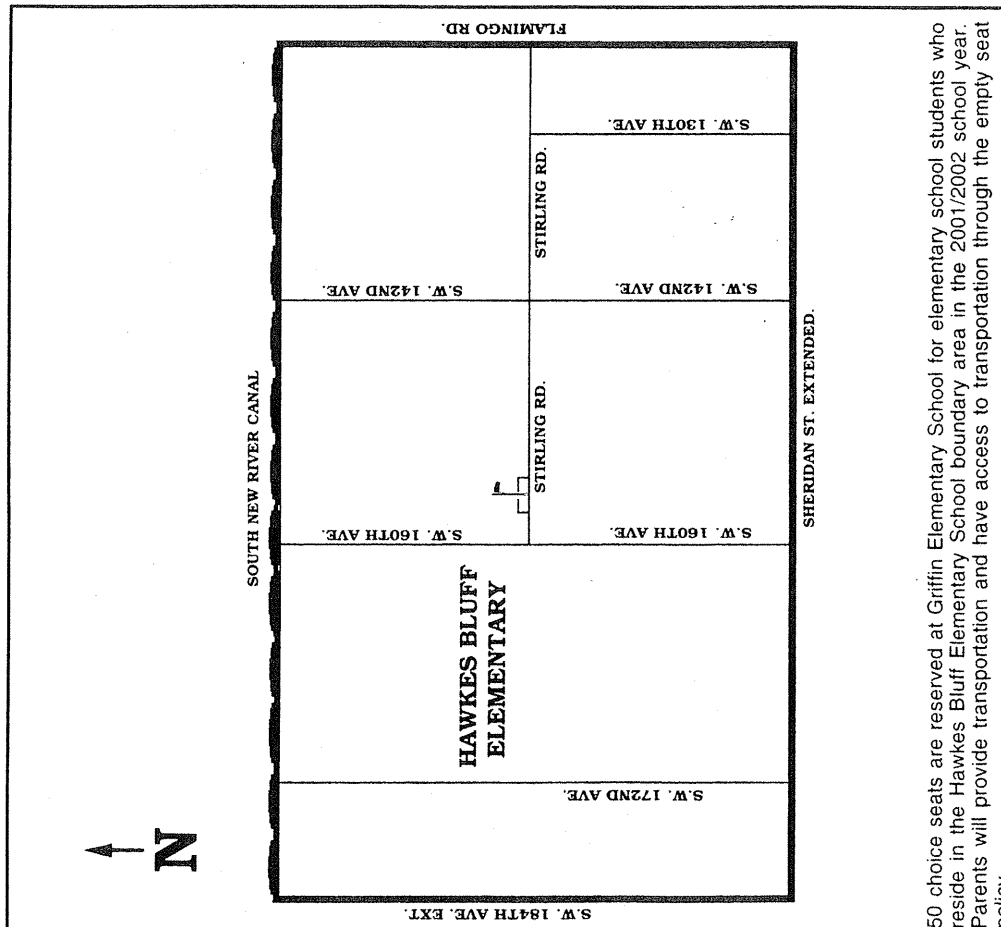 N
S.W. 184TH AVE. EXT.
SOUTH NEW RIVER CANAL
FLAMINGO RD.
SHERIDAN ST. EXTENDED.
S.W. 172ND AVE.
HAWKES BLUFF
ELEMENTARY
S.W. 160TH AVE.
S.W. 160TH AVE.
STIRLING RD.
S.W. 142ND AVE.
S.W. 142ND AVE.
STIRLING RD.
S.W. 130TH AVE.
50 choice seats are reserved at Griffin Elementary School for elementary school students who
reside in the Hawkes Bluff Elementary School boundary area in the 2001/2002 school year.
Parents will provide transportation and have access to transportation through the empty seat
policy.